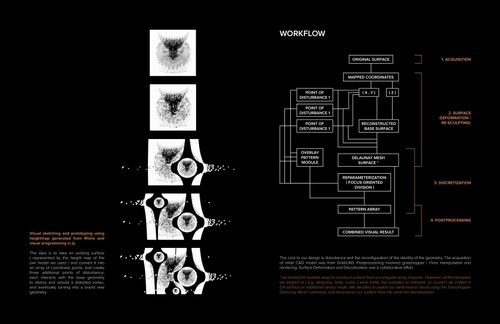 WORKFLOW
ORIGINAL SURFACE
1. ACQUISITION
MAPPED COORDINATES
POINT OF
DISTURBANCE 1
( X , Y )
( Z )
POINT OF
DISTURBANCE 1
2. SURFACE
DEFORMATION /
RE-SCULPTING
POINT OF
DISTURBANCE 1
RECONSTRUCTED
BASE SURFACE
OVERLAY
PATTERN
MODULE
DELAUNAY MESH
SURFACE *
REPARAMETERIZATION
( FOCUS-ORIENTED
DIVISION )
3. DISCRETIZATION
PATTERN ARRAY
4. POSTPROCESSING
COMBINED VISUAL RESULT
Visual sketching and prototyping using
heightmap generated from Rhino and
visual programming in js.
The idea is to take an existing surface
( represented by the height map of the
owl model we used ) and convert it into
an array of coordinate points, and create
three additional points of disturbance,
each interacts with the base geometry
to distroy and rebuild a distorted vortex,
and eventually turning into a brand new
geometry.
The core to our design is disturbance and the reconfiguration of the identity of the geometry. The acquisition
of initial CAD model was from GrabCAD. Postprocessing involved grasshopper / rhino manipulation and
rendering. Surface Deformation and Discretization was a collaborative effort.